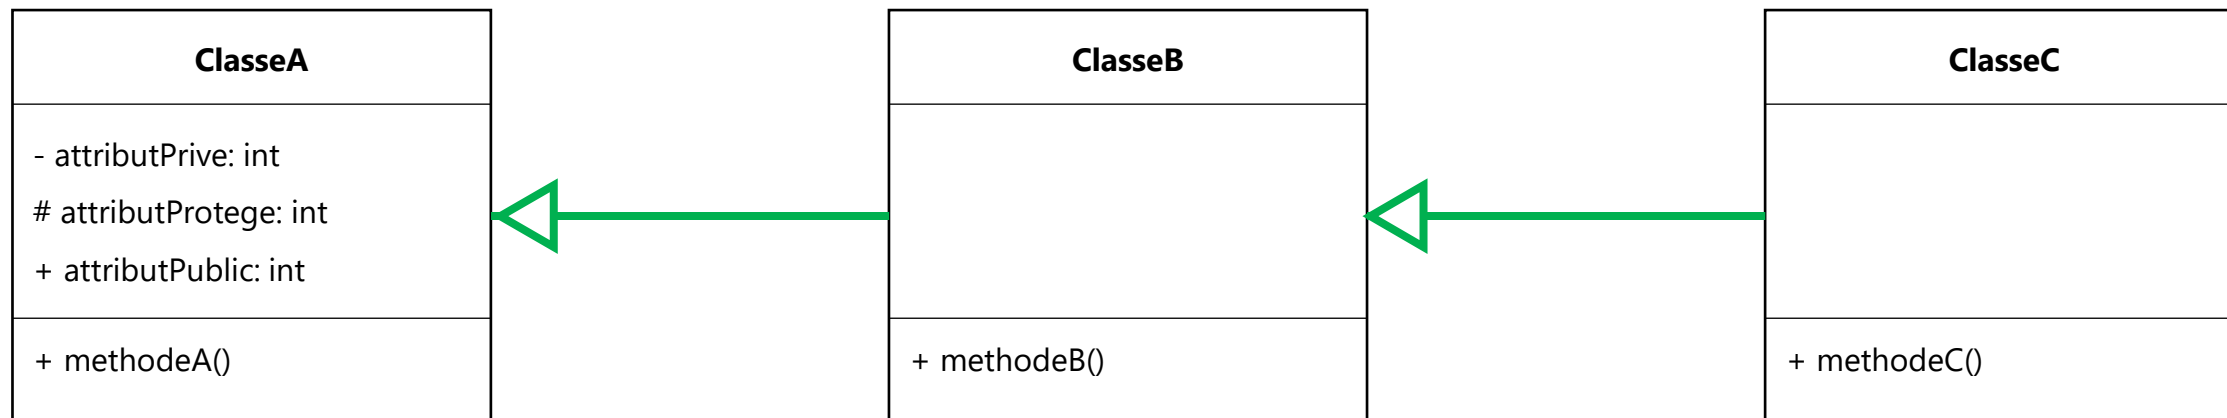 ClasseA
- attributPrive: int
# attributProtege: int
+ attributPublic: int
+ methodeA()
ClasseB
+ methodeB()
ClasseC
+ methodeC()